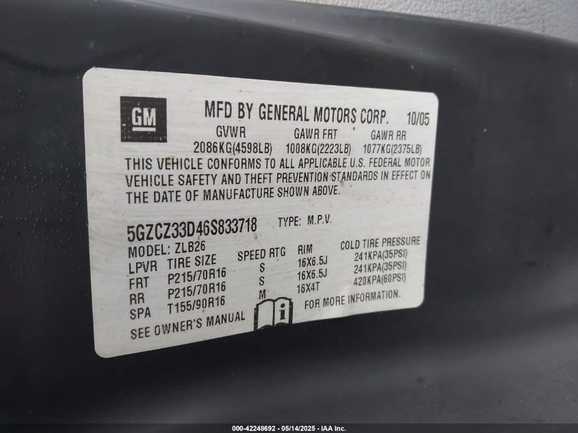 GM
MFD BY GENERAL MOTORS CORP. 10/05
GVWR GAWR FRT GAWR RR
2086KG(4598LB) 1008KG(2223LB) 1077KG(2375LB)
THIS VEHICLE CONFORMS TO ALL APPLICABLE U.S. FEDERAL MOTOR
VEHICLE SAFETY AND THEFT PREVENTION STANDARDS IN EFFECT ON
THE DATE OF MANUFACTURE SHOWN ABOVE.
5GZCZ33D46S833718 TYPE: M.P.V.
MODEL: ZLB26
LPVR TIRE SIZE SPEED RTG RIM COLD TIRE PRESSURE
FRT P215/70R16 S 16X6.5J 241KPA(35PSI)
RR P215/70R16 S 16X6.5J 241KPA(35PSI)
SPA T155/90R16 M 16X4T 420KPA(60PSI)
SEE OWNER'S MANUAL i FOR MORE INFORMATION.
000-42248692 - 05/14/2025 - IAA Inc.